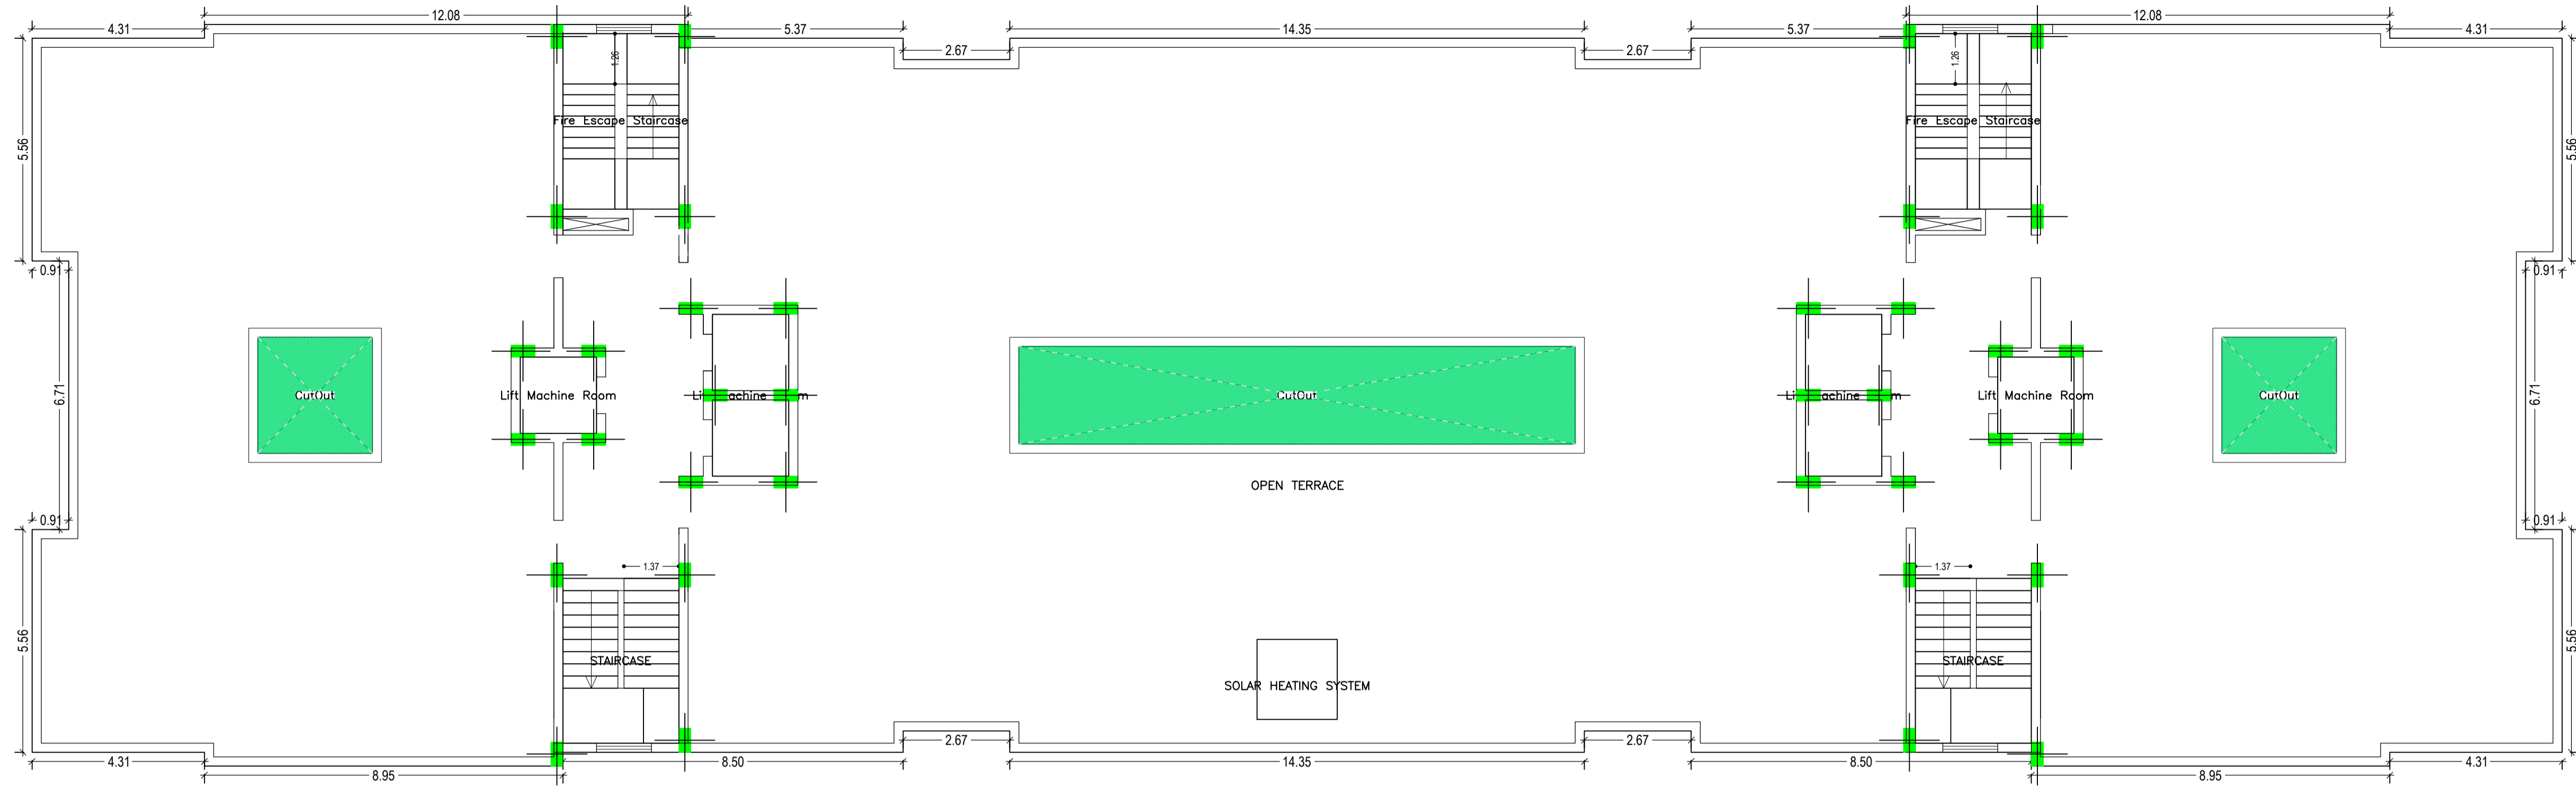 12.08
12.08
4.31
5.37
14.35
5.37
4.31
2.67
2.67
1.26
1.26
Fire Escape Staircase
Fire Escape Staircase
5.56
5.56
0.91
0.91
6.71
CutOut
Lift Machine Room
Li achine m
CutOut
Li achine m
Lift Machine Room
CutOut
6.71
OPEN TERRACE
0.91
0.91
1.37
1.37
5.56
5.56
STAIRCASE
STAIRCASE
SOLAR HEATING SYSTEM
2.67
2.67
4.31
8.50
14.35
8.50
4.31
8.95
8.95